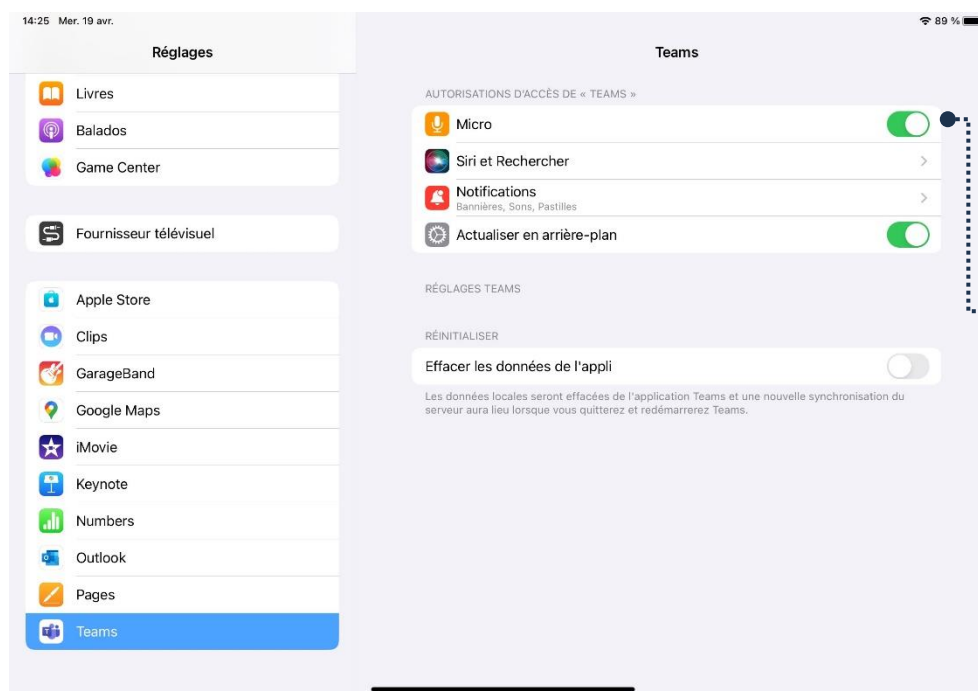 14:25 Mer. 19 avr.
89 %
Réglages
Livres
Balados
Game Center
Fournisseur télévisuel
Apple Store
Clips
GarageBand
Google Maps
iMovie
Keynote
Numbers
Outlook
Pages
Teams
Teams
AUTORISATIONS D'ACCÈS DE « TEAMS »
Micro
Siri et Rechercher
Notifications
Bannières, Sons, Pastilles
Actualiser en arrière-plan
RÉGLAGES TEAMS
RÉINITIALISER
Effacer les données de l'appli
Les données locales seront effacées de l'application Teams et une nouvelle synchronisation du
serveur aura lieu lorsque vous quitterez et redémarrerez Teams.